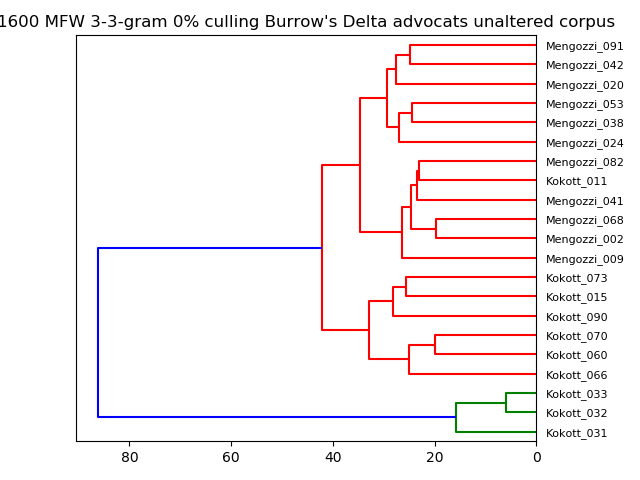 1600 MFW 3-3-gram 0% culling Burrow's Delta advocats unaltered corpus
Mengozzi_091
Mengozzi_042
Mengozzi_020
Mengozzi_053
Mengozzi_038
Mengozzi_024
Mengozzi_082
Kokott_011
Mengozzi_041
Mengozzi_068
Mengozzi_002
Mengozzi_009
Kokott_073
Kokott_015
Kokott_090
Kokott_070
Kokott_060
Kokott_066
Kokott_033
Kokott_032
Kokott_031
80 60 40 20 0